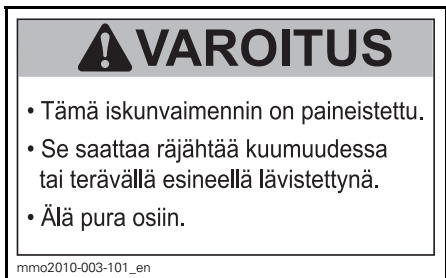 VAROITUS
• Tämä iskunvaimennin on paineistettu.
• Se saattaa räjähtää kuumuudessa
tai terävällä esineellä lävistettynä.
• Älä pura osiin.
mmo2010-003-101_en